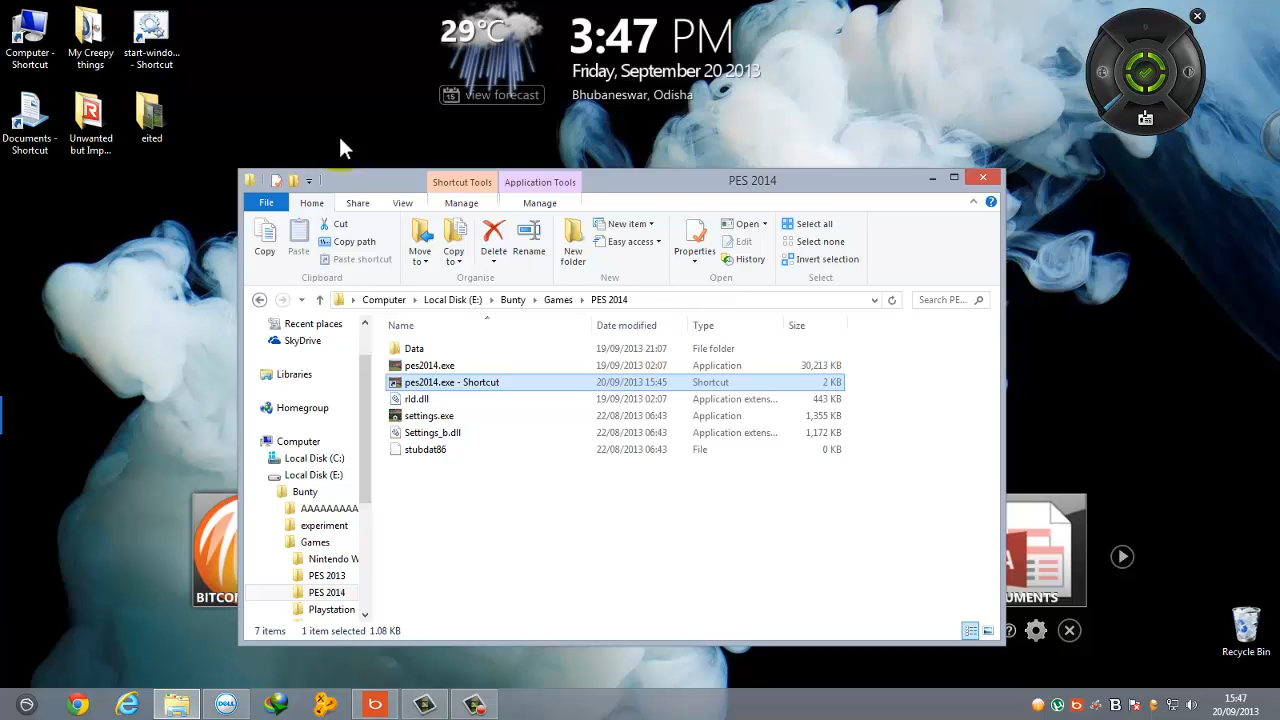 Computer - Shortcut
My Creepy things
start-window... - Shortcut
Documents - Shortcut
Unwanted but Imp...
eited
29°C
view forecast
15
3:47 PM
Friday, September 20 2013
Bhubaneswar, Odisha
Shortcut Tools
Application Tools
PES 2014
File
Home
Share
View
Manage
Manage
Copy
Paste
Cut
Copy path
Paste shortcut
Clipboard
Move to
Copy to
Delete
Rename
Organise
New folder
New item
Easy access
New
Properties
Open
Edit
History
Open
Select all
Select none
Invert selection
Select
Computer
Local Disk (E:)
Bunty
Games
PES 2014
Search PE...
Recent places
SkyDrive
Libraries
Homegroup
Computer
Local Disk (C:)
Local Disk (E:)
Bunty
AAAAAAAAA
experiment
Games
Nintendo W
PES 2013
PES 2014
Playstation
Name Date modified Type Size
Data 19/09/2013 21:07 File folder
pes2014.exe 19/09/2013 02:07 Application 30,213 KB
pes2014.exe - Shortcut 20/09/2013 15:45 Shortcut 2 KB
rld.dll 19/09/2013 02:07 Application extens... 443 KB
settings.exe 22/08/2013 06:43 Application 1,355 KB
Settings_b.dll 22/08/2013 06:43 Application extens... 1,172 KB
stubdat86 22/08/2013 06:43 File 0 KB
7 items 1 item selected 1.08 KB
BITCO
UMENTS
Recycle Bin
DELL
15:47
20/09/2013